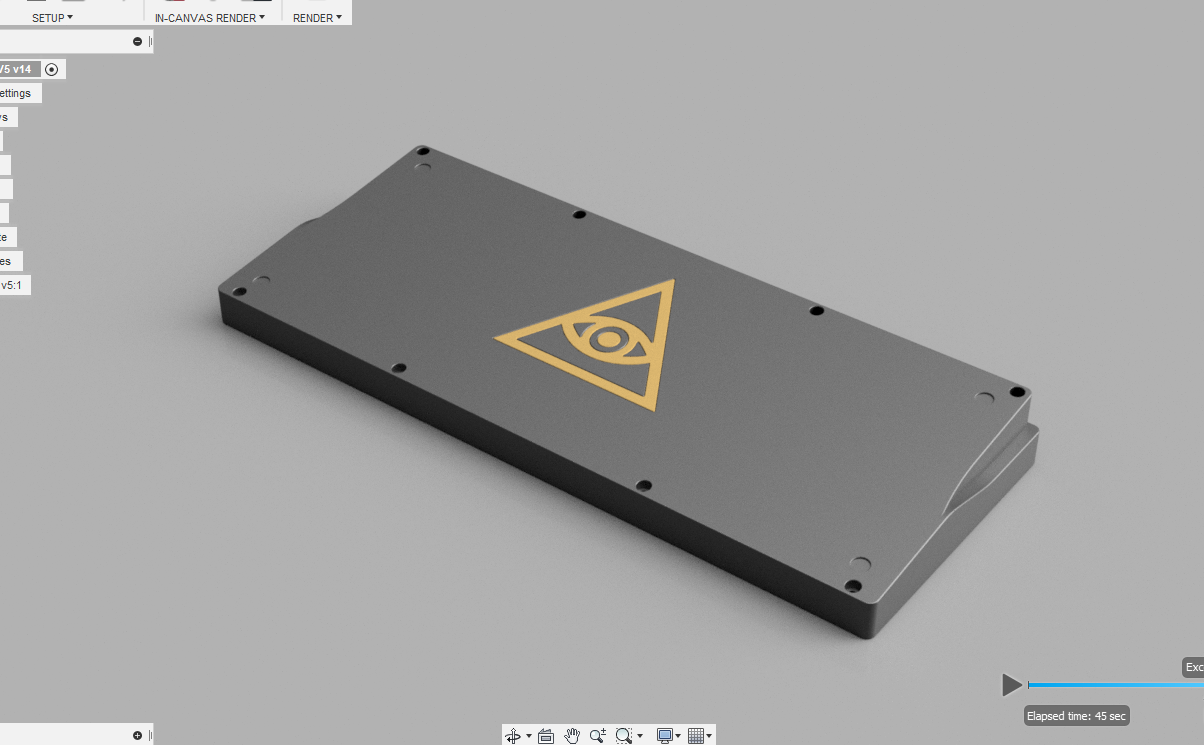 SETUP
IN-CANVAS RENDER
RENDER
V5 v14
ettings
vs
te
es
v5:1
Exc
Elapsed time: 45 sec